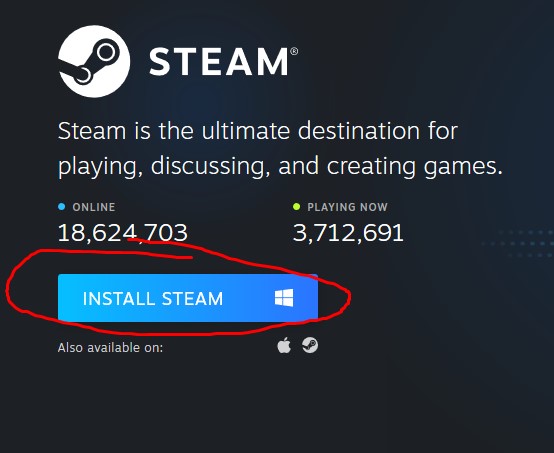 STEAM®
Steam is the ultimate destination for
playing, discussing, and creating games.
ONLINE PLAYING NOW
18,624,703 3,712,691
INSTALL STEAM
Also available on: